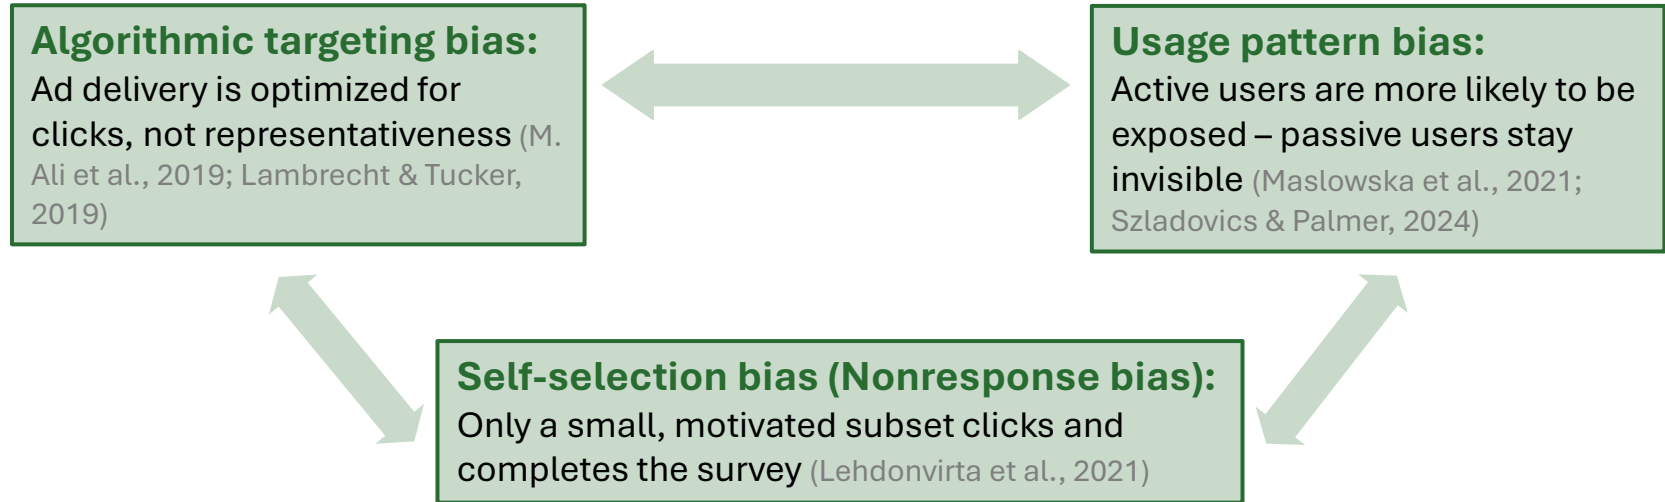 Algorithmic targeting bias:
Ad delivery is optimized for
clicks, not representativeness (M.
Ali et al., 2019; Lambrecht & Tucker,
2019)
Usage pattern bias:
Active users are more likely to be
exposed – passive users stay
invisible (Maslowska et al., 2021;
Szladovics & Palmer, 2024)
Self-selection bias (Nonresponse bias):
Only a small, motivated subset clicks and
completes the survey (Lehdonvirta et al., 2021)